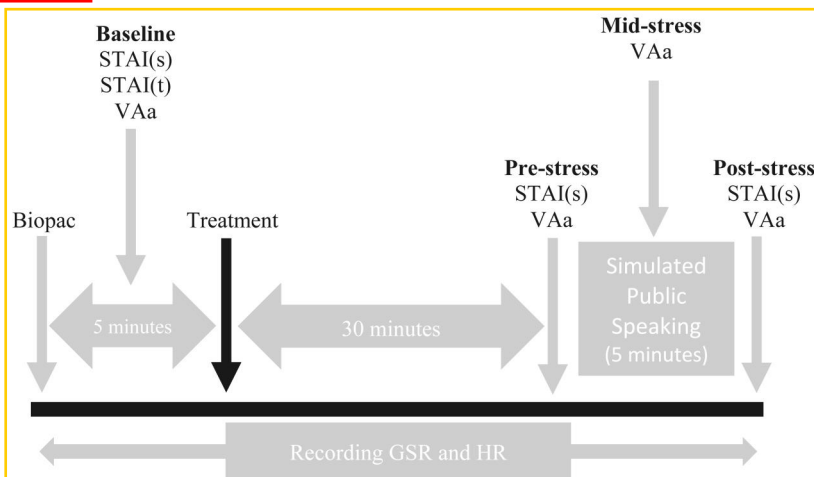 Baseline
STAI(s)
STAI(t)
VAa
Mid-stress
VAa
Pre-stress
STAI(s)
VAa
Post-stress
STAI(s)
VAa
Biopac
Treatment
5 minutes
30 minutes
Simulated
Public
Speaking
(5 minutes)
Recording GSR and HR